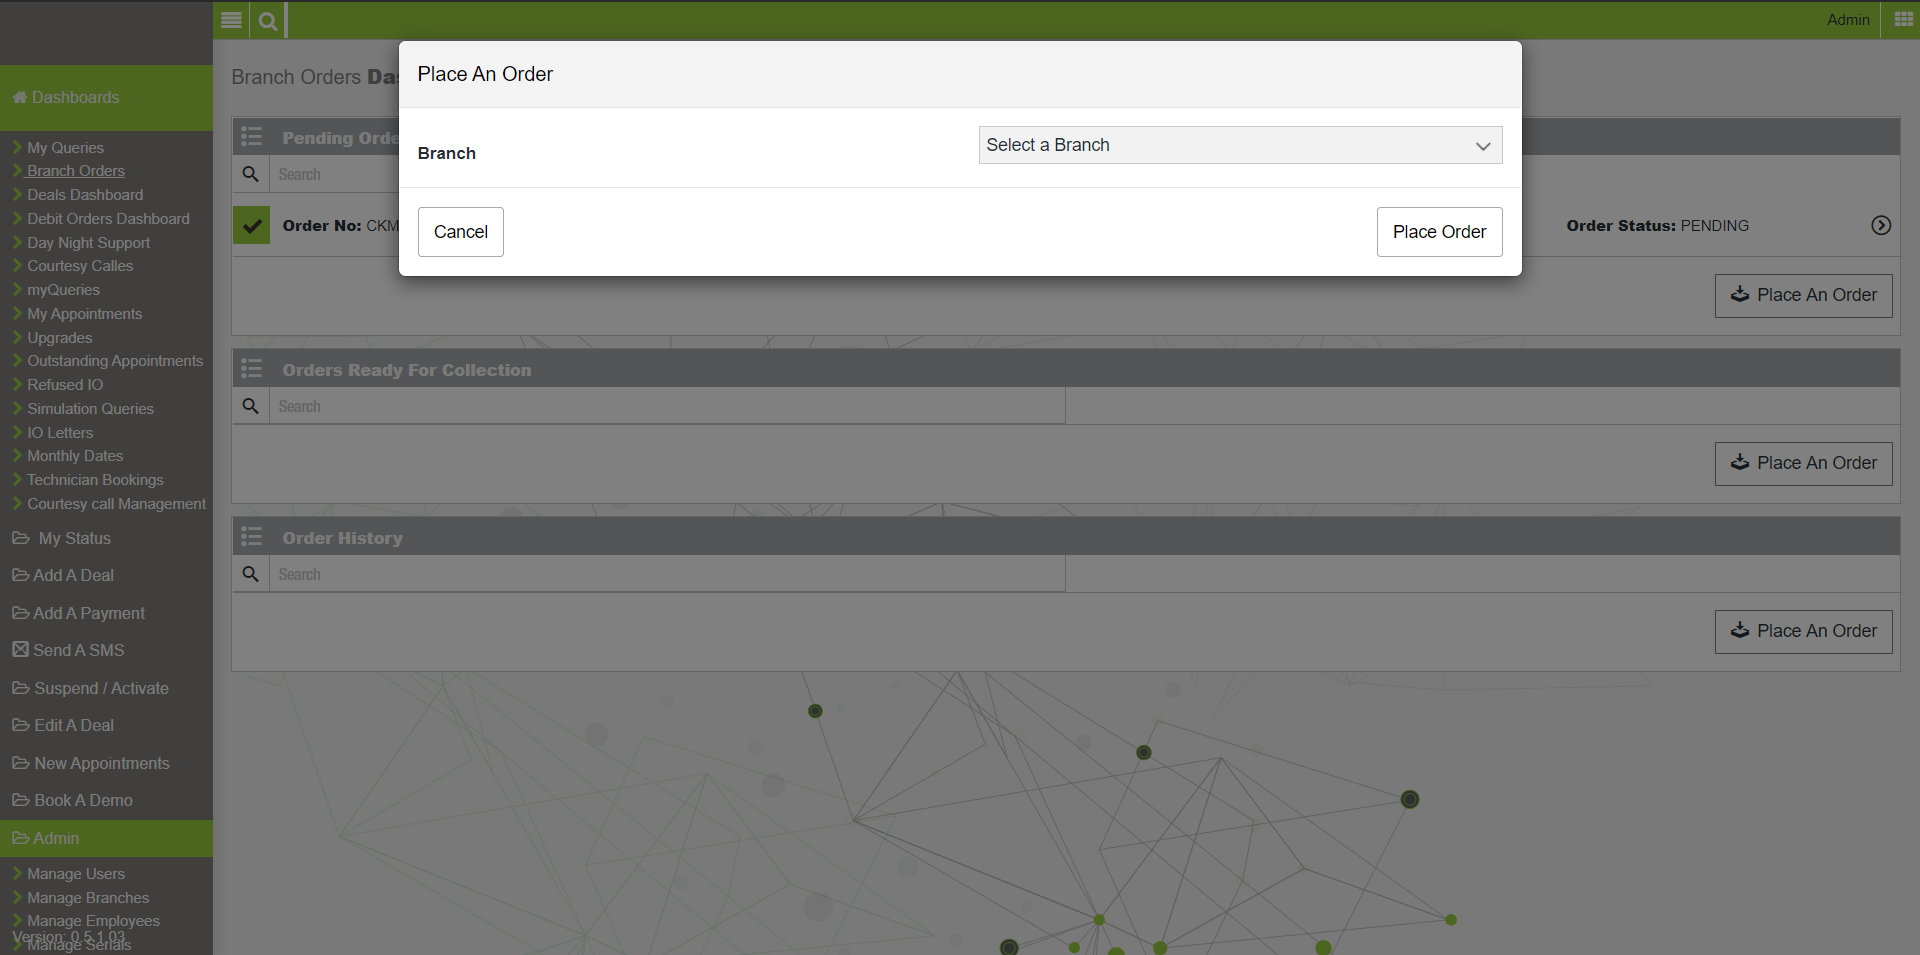 Admin
Dashboards
My Queries
Branch Orders
Deals Dashboard
Debit Orders Dashboard
Day Night Support
Courtesy Calles
myQueries
My Appointments
Upgrades
Outstanding Appointments
Refused IO
Simulation Queries
IO Letters
Monthly Dates
Technician Bookings
Courtesy call Management
My Status
Add A Deal
Add A Payment
Send A SMS
Suspend / Activate
Edit A Deal
New Appointments
Book A Demo
Admin
Manage Users
Manage Branches
Manage Employees
Version: 0.5.1.03
Manage Serials
Branch Orders
Place An Order
Branch
Select a Branch
Cancel
Place Order
Pending
Search
Order No:
Order Status: PENDING
Place An Order
Orders Ready For Collection
Search
Place An Order
Order History
Search
Place An Order